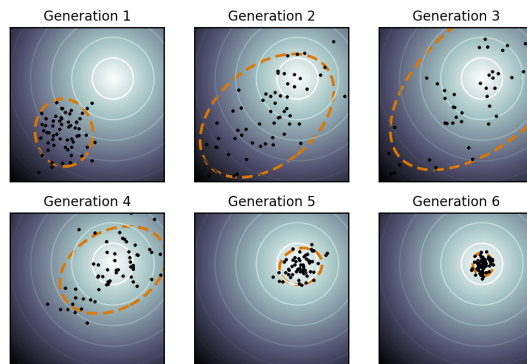 Generation 1
Generation 2
Generation 3
Generation 4
Generation 5
Generation 6